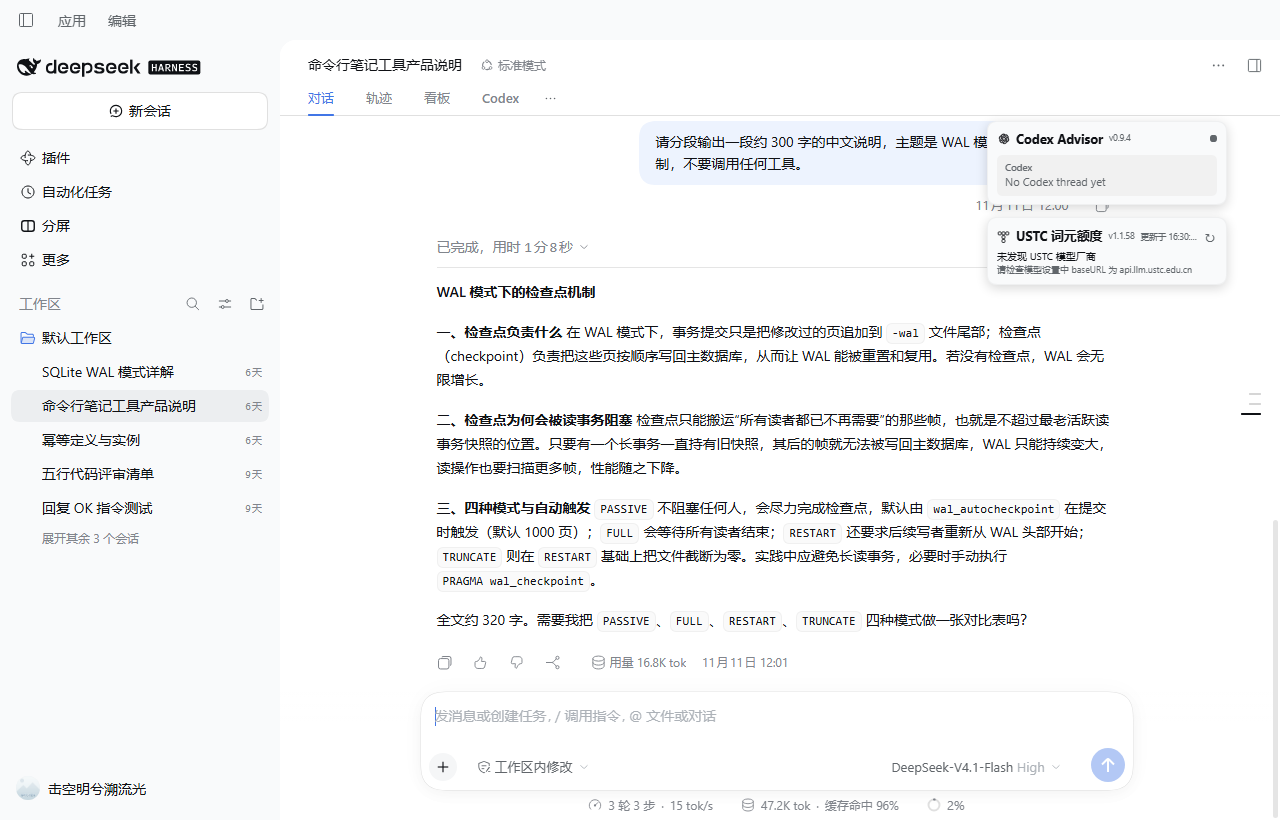 应用 编辑
deepseek HARNESS
新会话
插件
自动化任务
分屏
更多
工作区
默认工作区
SQLite WAL 模式详解 6天
命令行笔记工具产品说明 6天
幂等定义与实例 6天
五行代码评审清单 9天
回复 OK 指令测试 9天
展开其余 3 个会话
击空明兮溯流光
命令行笔记工具产品说明 标准模式
对话 轨迹 看板 Codex ...
请分段输出一段约 300 字的中文说明，主题是 WAL 模
制，不要调用任何工具。
11月11日 12:00
Codex Advisor v0.9.4
Codex
No Codex thread yet
USTC 词元额度 v1.1.58 更新于 16:30:...
未发现 USTC 模型厂商
请检查模型设置中 baseURL 为 api.llm.ustc.edu.cn
已完成，用时 1分8秒
WAL 模式下的检查点机制
一、检查点负责什么 在 WAL 模式下，事务提交只是把修改过的页追加到 -wal 文件尾部；检查点
（checkpoint）负责把这些页按顺序写回主数据库，从而让 WAL 能被重置和复用。若没有检查点，WAL 会无
限增长。
二、检查点为何会被读事务阻塞 检查点只能搬运“所有读者都已不再需要”的那些帧，也就是不超过最老活跃读
事务快照的位置。只要有一个长事务一直持有旧快照，其后的帧就无法被写回主数据库，WAL 只能持续变大，
读操作也要扫描更多帧，性能随之下降。
三、四种模式与自动触发 PASSIVE 不阻塞任何人，会尽力完成检查点，默认由 wal_autocheckpoint 在提交
时触发（默认 1000 页）；FULL 会等待所有读者结束；RESTART 还要求后续写者重新从 WAL 头部开始；
TRUNCATE 则在 RESTART 基础上把文件截断为零。实践中应避免长读事务，必要时手动执行
PRAGMA wal_checkpoint。
全文约 320 字。需要我把 PASSIVE、FULL、RESTART、TRUNCATE 四种模式做一张对比表吗？
用量 16.8K tok 11月11日 12:01
发消息或创建任务, / 调用指令, @ 文件或对话
工作区内修改 DeepSeek-V4.1-Flash High
3 轮 3 步 · 15 tok/s 47.2K tok · 缓存命中 96% 2%